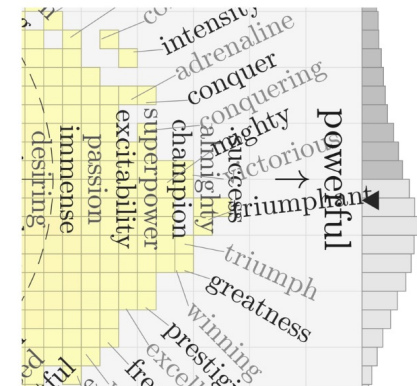 intensity
adrenaline
conquer
conquering
mighty
victorious
success
almighty
powerful
triumphant
champion
superpower
excitability
passion
immense
desiring
triumph
greatness
winning